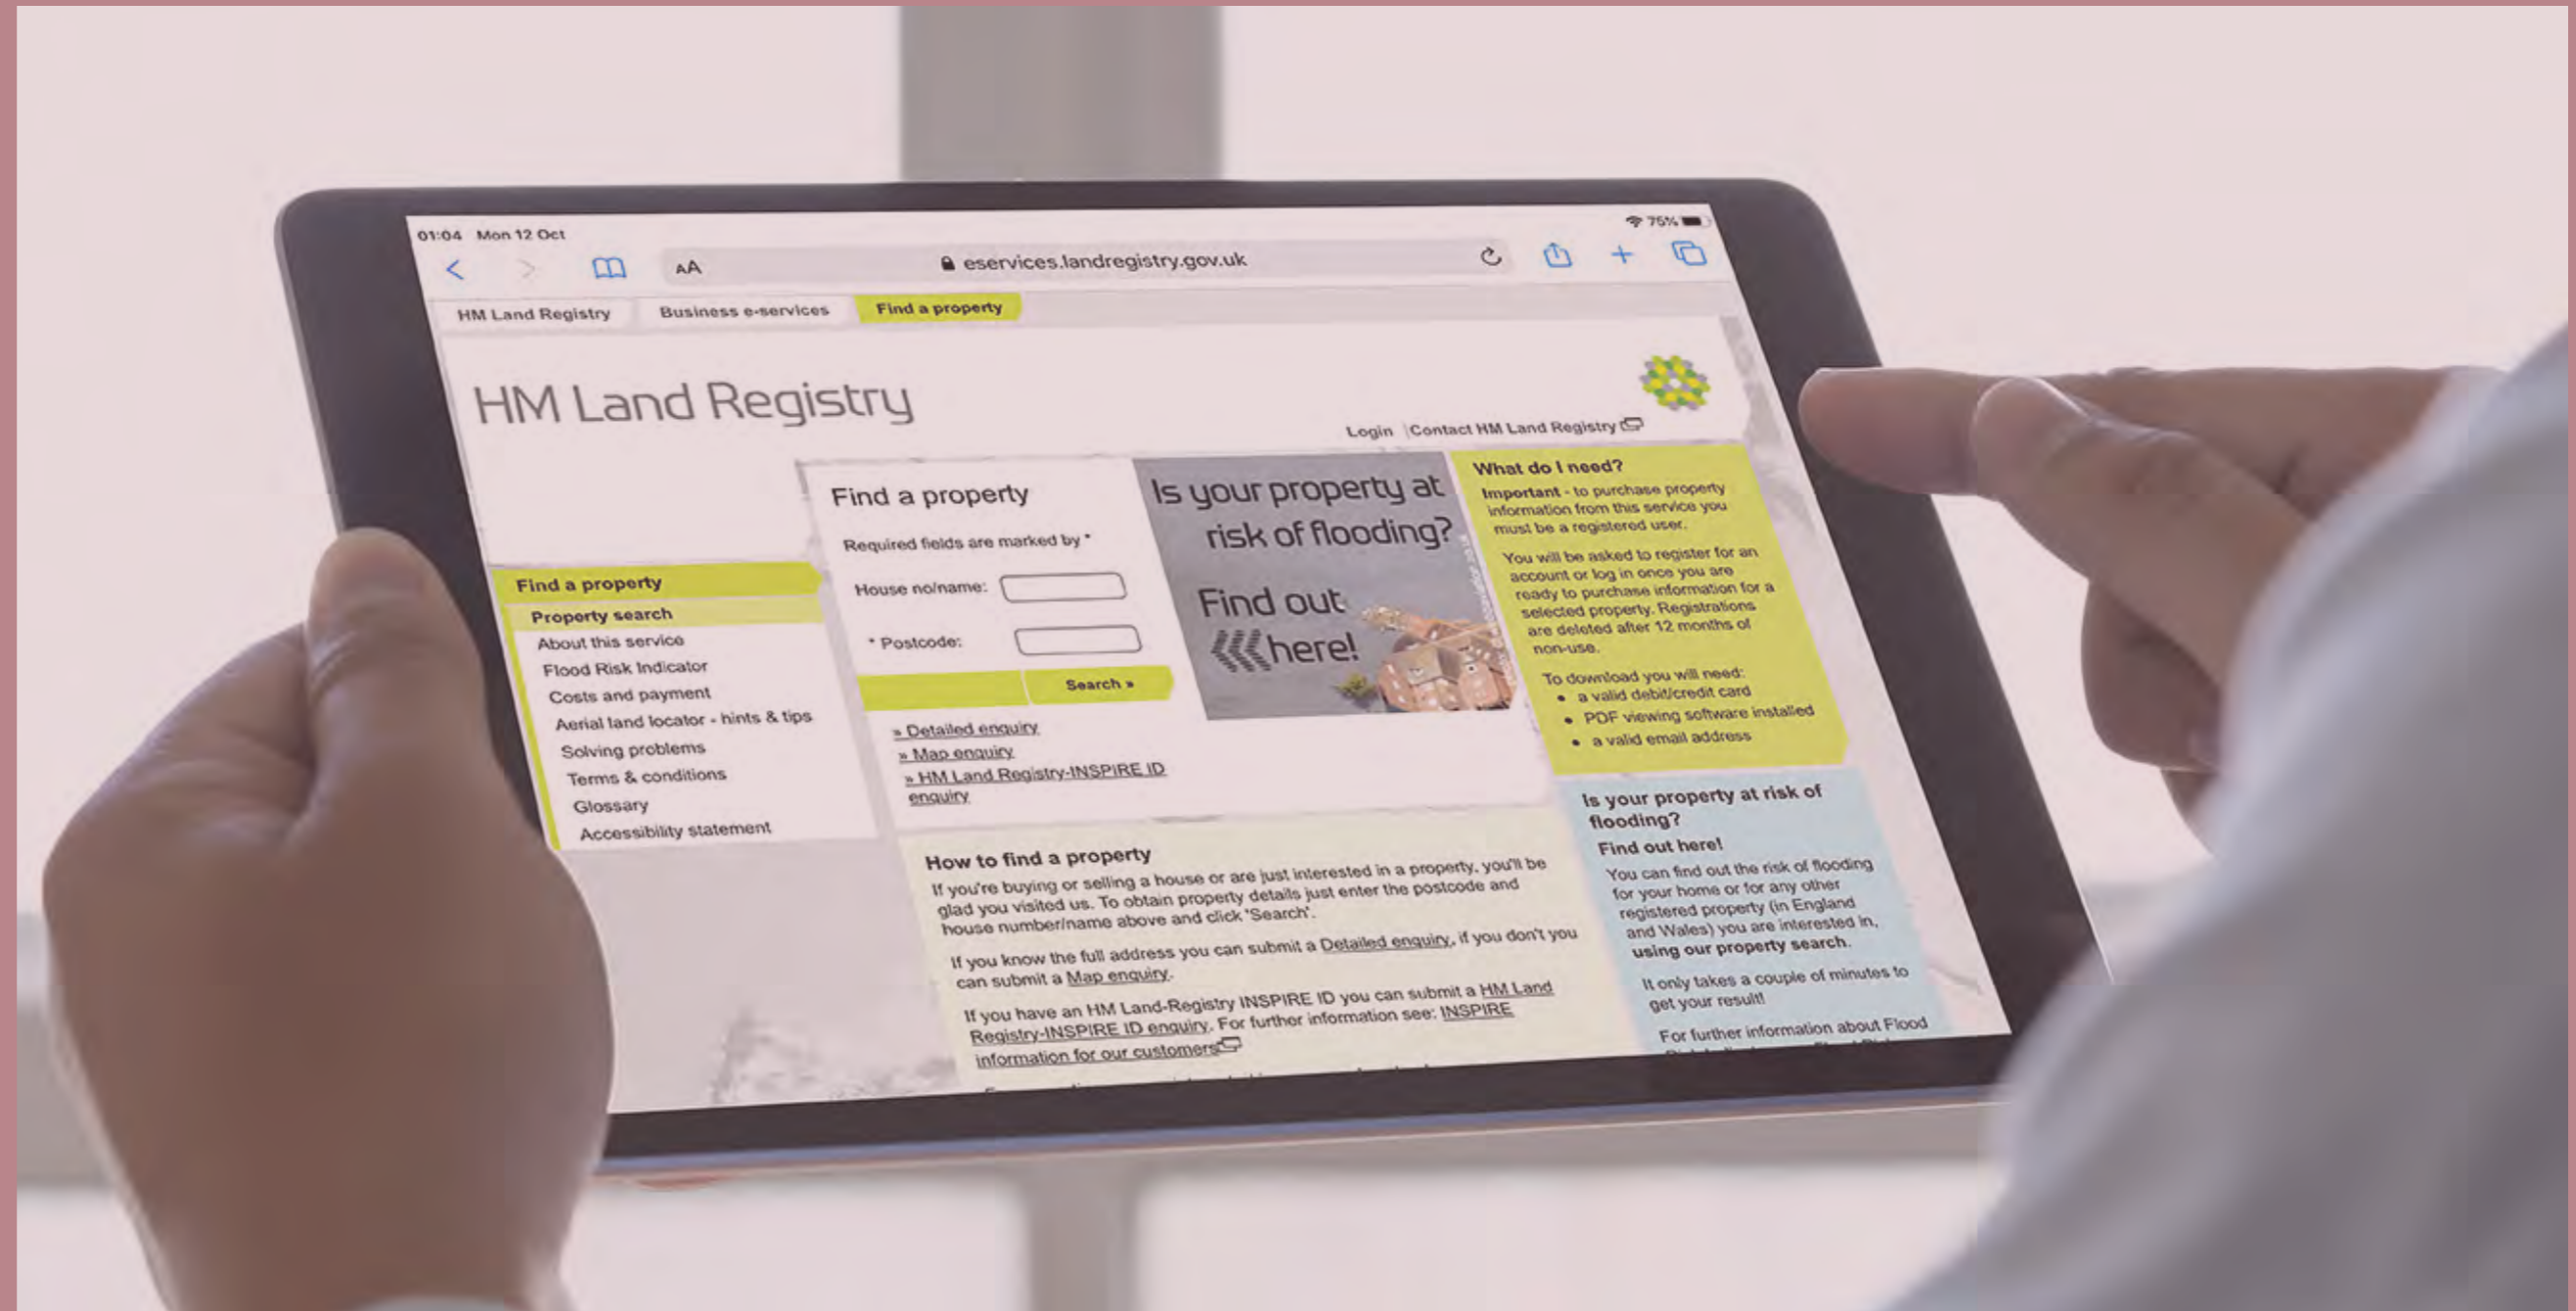 01:04 Mon 12 Oct
75%
AA
eservices.landregistry.gov.uk
HM Land Registry
Business e-services
Find a property
HM Land Registry
Login
Contact HM Land Registry
Find a property
Property search
About this service
Flood Risk Indicator
Costs and payment
Aerial land locator - hints & tips
Solving problems
Terms & conditions
Glossary
Accessibility statement
Find a property
Required fields are marked by *
House no/name:
* Postcode:
Search »
» Detailed enquiry
» Map enquiry
» HM Land Registry-INSPIRE ID
enquiry
Is your property at
risk of flooding?
Find out
here!
What do I need?
Important - to purchase property
information from this service you
must be a registered user.
You will be asked to register for an
account or log in once you are
ready to purchase information for a
selected property. Registrations
are deleted after 12 months of
non-use.
To download you will need:
• a valid debit/credit card
• PDF viewing software installed
• a valid email address
How to find a property
If you're buying or selling a house or are just interested in a property, you'll be
glad you visited us. To obtain property details just enter the postcode and
house number/name above and click 'Search'.
If you know the full address you can submit a Detailed enquiry, if you don't you
can submit a Map enquiry.
If you have an HM Land-Registry INSPIRE ID you can submit a HM Land
Registry-INSPIRE ID enquiry. For further information see: INSPIRE
information for our customers
Is your property at risk of
flooding?
Find out here!
You can find out the risk of flooding
for your home or for any other
registered property (in England
and Wales) you are interested in,
using our property search.
It only takes a couple of minutes to
get your result!
For further information about Flood